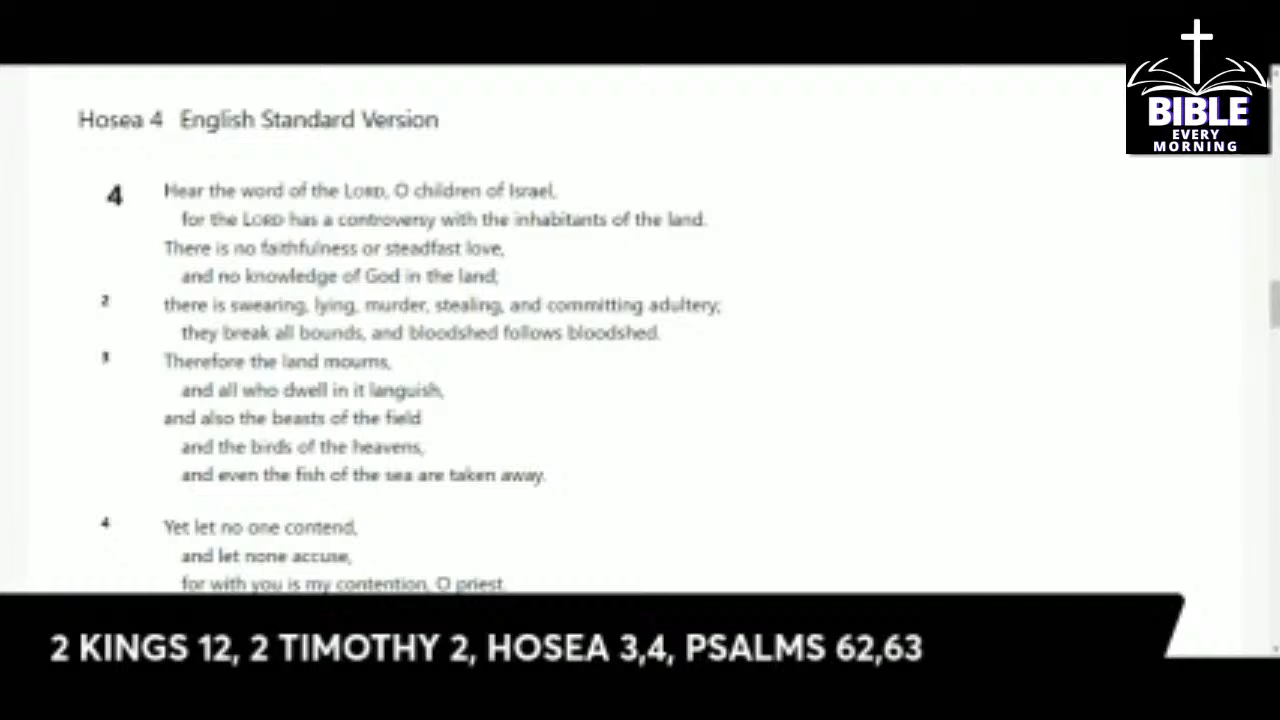 BIBLE
EVERY
MORNING
Hosea 4 English Standard Version
4 Hear the word of the LORD, O children of Israel,
for the LORD has a controversy with the inhabitants of the land.
There is no faithfulness or steadfast love,
and no knowledge of God in the land;
2 there is swearing, lying, murder, stealing, and committing adultery;
they break all bounds, and bloodshed follows bloodshed.
3 Therefore the land mourns,
and all who dwell in it languish,
and also the beasts of the field
and the birds of the heavens,
and even the fish of the sea are taken away.
4 Yet let no one contend,
and let none accuse,
for with you is my contention, O priest.
2 KINGS 12, 2 TIMOTHY 2, HOSEA 3,4, PSALMS 62,63